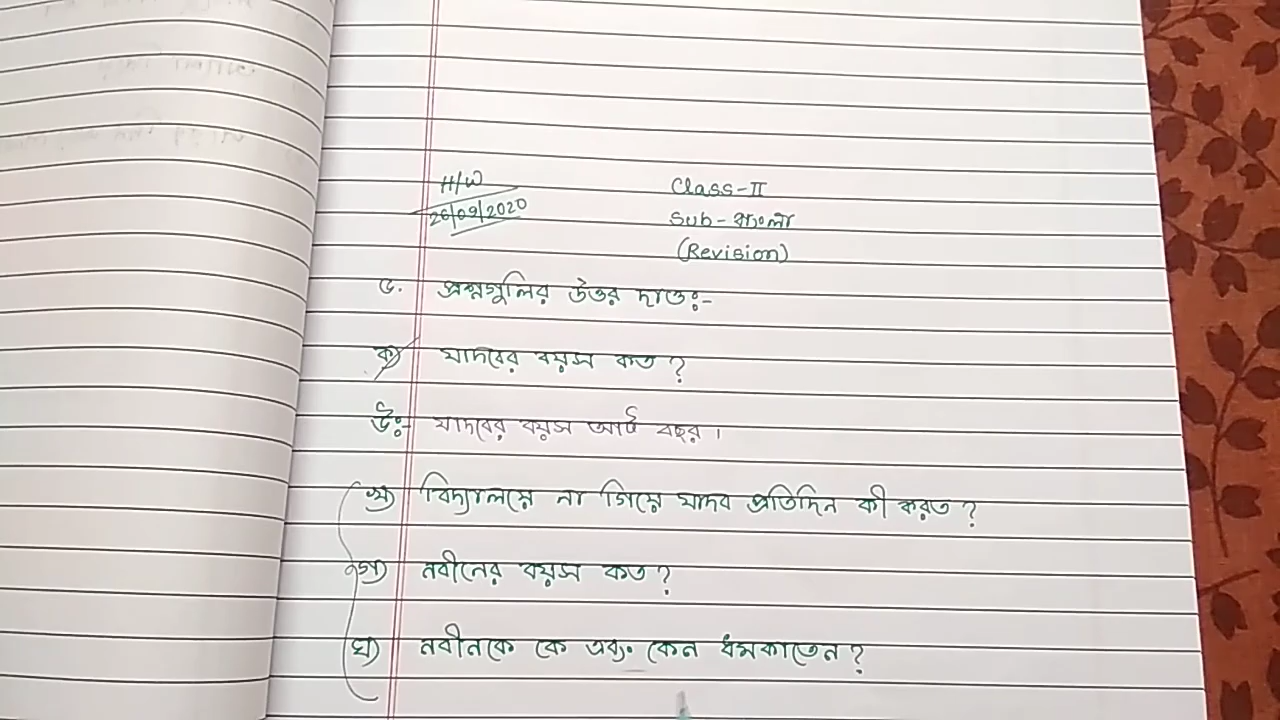 H/W
26/09/2020
Class-II
Sub-বাংলা
(Revision)
৬. প্রশ্নগুলির উত্তর দাওঃ-
ক) যাদবের বয়স কত ?
উঃ- যাদবের বয়স আট বছর ।
খ) বিদ্যালয়ে না গিয়ে যাদব প্রতিদিন কী করত ?
গ) নবীনের বয়স কত ?
ঘ) নবীনকে কে এবং কেন ধমকাতেন ?